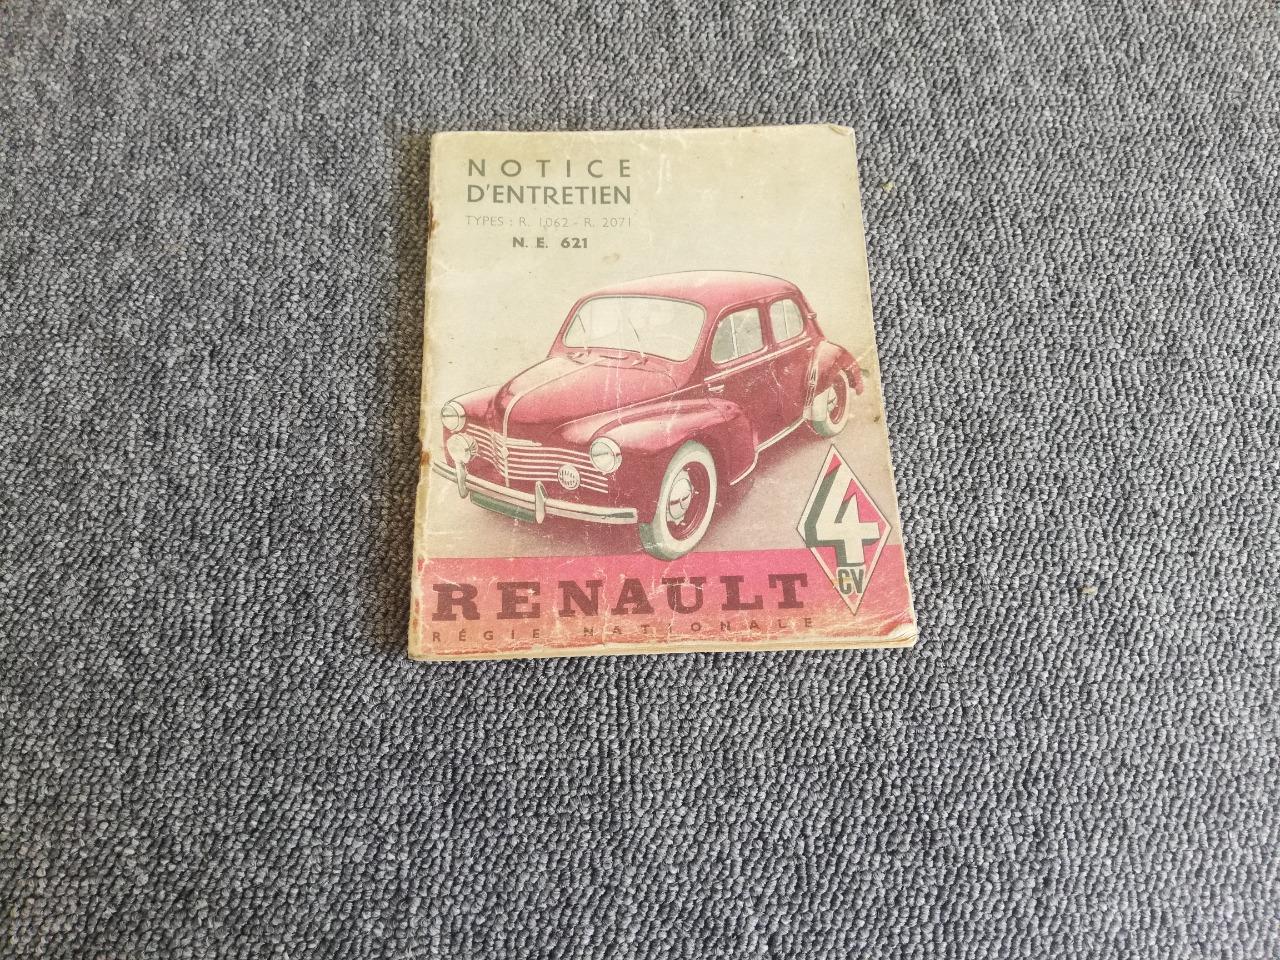 NOTICE
D'ENTRETIEN
TYPES : R. 1062 - R. 2071
N. E. 621
4
CV
RENAULT
RÉGIE NATIONALE